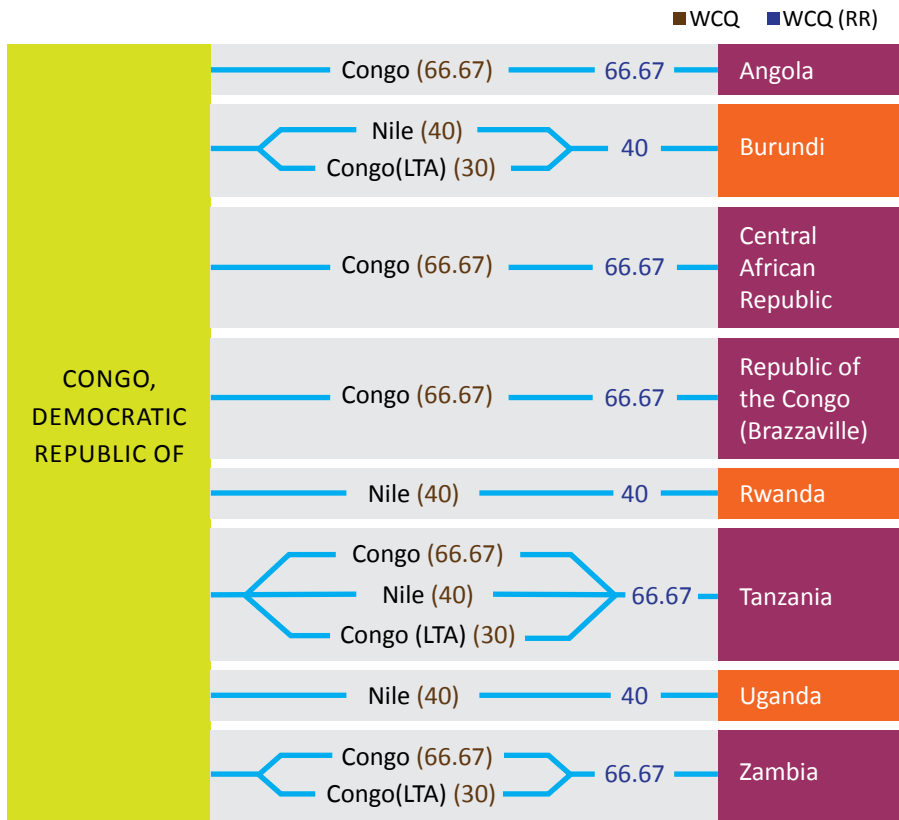 WCQ WCQ (RR)
CONGO,
DEMOCRATIC
REPUBLIC OF
Congo (66.67) 66.67 Angola
Nile (40)
Congo(LTA) (30)
40 Burundi
Congo (66.67) 66.67
Central
African
Republic
Congo (66.67) 66.67
Republic of
the Congo
(Brazzaville)
Nile (40) 40 Rwanda
Congo (66.67)
Nile (40)
Congo (LTA) (30)
66.67 Tanzania
Nile (40) 40 Uganda
Congo (66.67)
Congo(LTA) (30)
66.67 Zambia